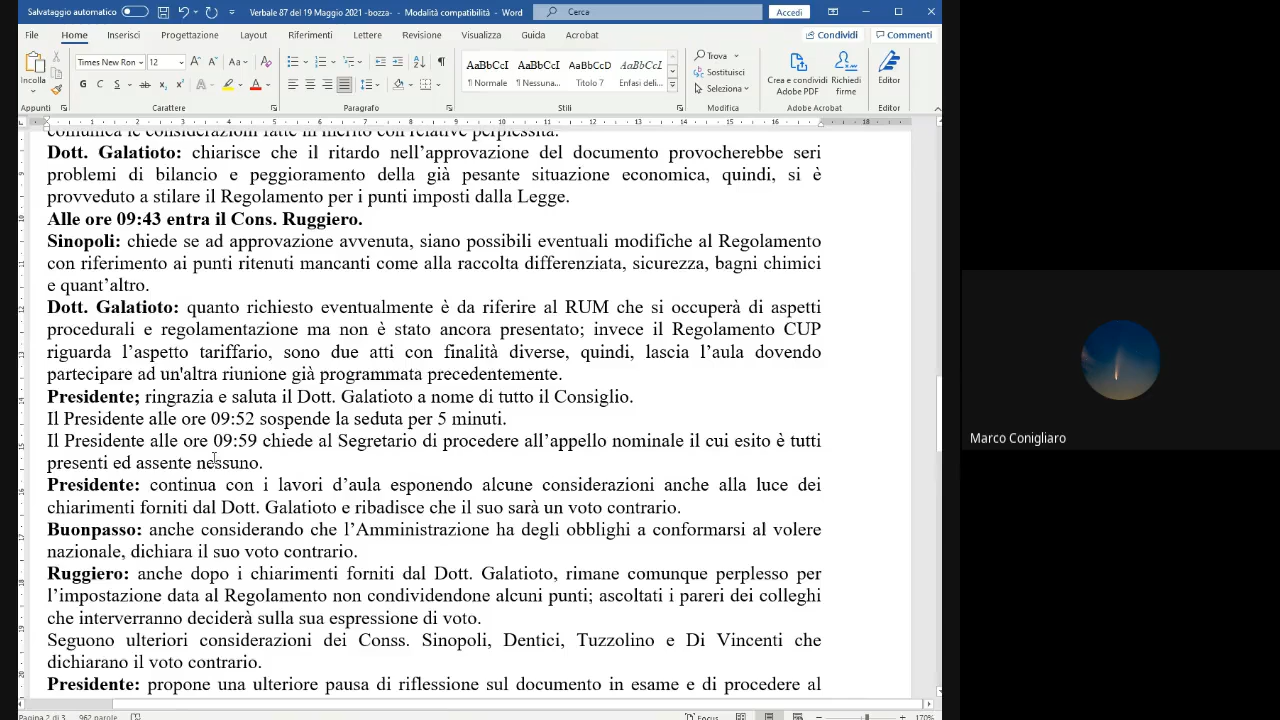 Salvataggio automatico
Verbale 87 del 19 Maggio 2021 -bozza- - Modalità compatibilità - Word
Cerca
Accedi
File Home Inserisci Progettazione Layout Riferimenti Lettere Revisione Visualizza Guida Acrobat
Condividi Commenti
Incolla
Times New Ron 12
G C S
AaBbCcI AaBbCcI AaBbCcD AaBbCcI
¶ Normale ¶ Nessuna... Titolo 7 Enfasi deli...
Trova
Sostituisci
Seleziona
Crea e condividi Adobe PDF
Richiedi firme
Editor
Appunti Carattere Paragrafo Stili Modifica Adobe Acrobat Editor
comunica le considerazioni fatte in merito con relative perplessità.
Dott. Galatioto: chiarisce che il ritardo nell’approvazione del documento provocherebbe seri
problemi di bilancio e peggioramento della già pesante situazione economica, quindi, si è
provveduto a stilare il Regolamento per i punti imposti dalla Legge.
Alle ore 09:43 entra il Cons. Ruggiero.
Sinopoli: chiede se ad approvazione avvenuta, siano possibili eventuali modifiche al Regolamento
con riferimento ai punti ritenuti mancanti come alla raccolta differenziata, sicurezza, bagni chimici
e quant’altro.
Dott. Galatioto: quanto richiesto eventualmente è da riferire al RUM che si occuperà di aspetti
procedurali e regolamentazione ma non è stato ancora presentato; invece il Regolamento CUP
riguarda l’aspetto tariffario, sono due atti con finalità diverse, quindi, lascia l’aula dovendo
partecipare ad un'altra riunione già programmata precedentemente.
Presidente; ringrazia e saluta il Dott. Galatioto a nome di tutto il Consiglio.
Il Presidente alle ore 09:52 sospende la seduta per 5 minuti.
Il Presidente alle ore 09:59 chiede al Segretario di procedere all’appello nominale il cui esito è tutti
presenti ed assente nessuno.
Presidente: continua con i lavori d’aula esponendo alcune considerazioni anche alla luce dei
chiarimenti forniti dal Dott. Galatioto e ribadisce che il suo sarà un voto contrario.
Buonpasso: anche considerando che l’Amministrazione ha degli obblighi a conformarsi al volere
nazionale, dichiara il suo voto contrario.
Ruggiero: anche dopo i chiarimenti forniti dal Dott. Galatioto, rimane comunque perplesso per
l’impostazione data al Regolamento non condividendone alcuni punti; ascoltati i pareri dei colleghi
che interverranno deciderà sulla sua espressione di voto.
Seguono ulteriori considerazioni dei Conss. Sinopoli, Dentici, Tuzzolino e Di Vincenti che
dichiarano il voto contrario.
Presidente: propone una ulteriore pausa di riflessione sul documento in esame e di procedere al
Pagina 2 di 3 962 parole
Focus
170%
Marco Conigliaro